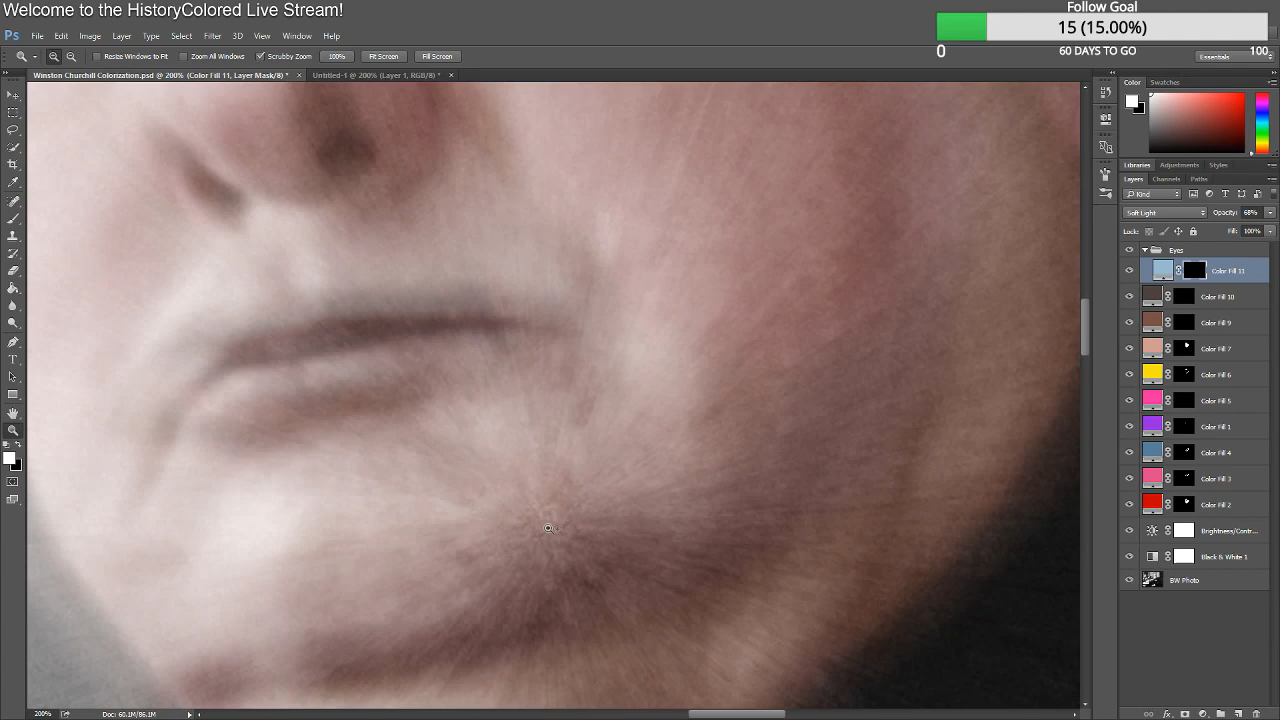 Welcome to the HistoryColored Live Stream!
Follow Goal
15 (15.00%)
0 60 DAYS TO GO 100
Ps File Edit Image Layer Type Select Filter 3D View Window Help
Resize Windows to Fit Zoom All Windows Scrubby Zoom 100% Fit Screen Fill Screen Essentials
Winston Churchill Colorization.psd @ 200% (Color Fill 11, Layer Mask/8) * × Untitled-1 @ 200% (Layer 1, RGB/8) * ×
Color Swatches
Libraries Adjustments Styles
Layers Channels Paths
Kind
Soft Light Opacity: 68%
Lock: Fill: 100%
Eyes
Color Fill 11
Color Fill 10
Color Fill 9
Color Fill 7
Color Fill 6
Color Fill 5
Color Fill 1
Color Fill 4
Color Fill 3
Color Fill 2
Brightness/Contr...
Black & White 1
BW Photo
200% Doc: 60.1M/86.1M